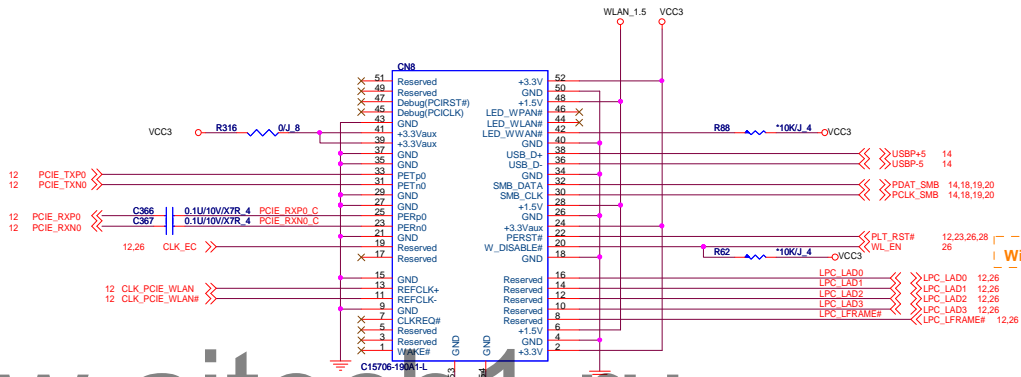 WLAN_1.5 VCC3
CN8
51 Reserved +3.3V 52
49 Reserved GND 50
47 Debug(PCIRST#) +1.5V 48
45 Debug(PCICLK) LED_WPAN# 46
43 GND LED_WLAN# 44
VCC3 R316 0/J_8 41 +3.3Vaux LED_WWAN# 42 R88 *10K/J_4 VCC3
39 +3.3Vaux GND 40
37 GND USB_D+ 38 USBP+5 14
35 GND USB_D- 36 USBP-5 14
12 PCIE_TXP0 33 PETp0 GND 34
12 PCIE_TXN0 31 PETn0 SMB_DATA 32 PDAT_SMB 14,18,19,20
29 GND SMB_CLK 30 PCLK_SMB 14,18,19,20
27 GND +1.5V 28
12 PCIE_RXP0 C366 0.1U/10V/X7R_4 PCIE_RXP0_C 25 PERp0 GND 26
12 PCIE_RXN0 C367 0.1U/10V/X7R_4 PCIE_RXN0_C 23 PERn0 +3.3Vaux 24
21 GND PERST# 22 PLT_RST# 12,23,26,28
12,26 CLK_EC 19 Reserved W_DISABLE# 20 WL_EN 26
17 Reserved GND 18 R62 *10K/J_4 VCC3
Wi
15 GND Reserved 16 LPC_LAD0 LPC_LAD0 12,26
12 CLK_PCIE_WLAN 13 REFCLK+ Reserved 14 LPC_LAD1 LPC_LAD1 12,26
12 CLK_PCIE_WLAN# 11 REFCLK- Reserved 12 LPC_LAD2 LPC_LAD2 12,26
9 GND Reserved 10 LPC_LAD3 LPC_LAD3 12,26
7 CLKREQ# Reserved 8 LPC_LFRAME# LPC_LFRAME# 12,26
5 Reserved +1.5V 6
3 Reserved GND 4
1 WAKE# +3.3V 2
GND GND
C15706-190A1-L 53 54